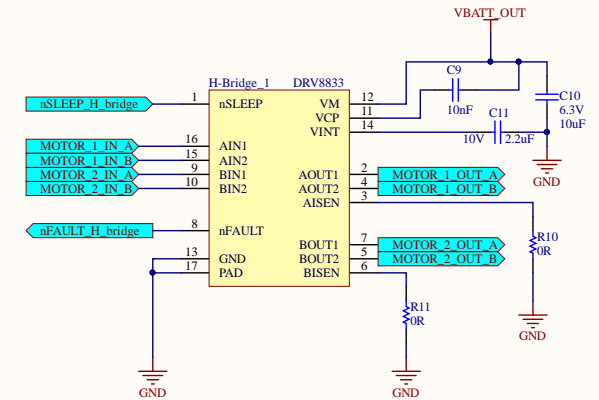 VBATT_OUT
H-Bridge_1 DRV8833
C9
10nF
C10
6.3V
10uF
C11
10V 2.2uF
GND
nSLEEP_H_bridge 1 nSLEEP VM 12
VCP 11
VINT 14
MOTOR_1_IN_A 16 AIN1
MOTOR_1_IN_B 15 AIN2
MOTOR_2_IN_A 9 BIN1
MOTOR_2_IN_B 10 BIN2
AOUT1 2 MOTOR_1_OUT_A
AOUT2 4 MOTOR_1_OUT_B
AISEN 3
nFAULT_H_bridge 8 nFAULT
BOUT1 7 MOTOR_2_OUT_A
13 GND BOUT2 5 MOTOR_2_OUT_B
17 PAD BISEN 6
R10
0R
GND
R11
0R
GND
GND